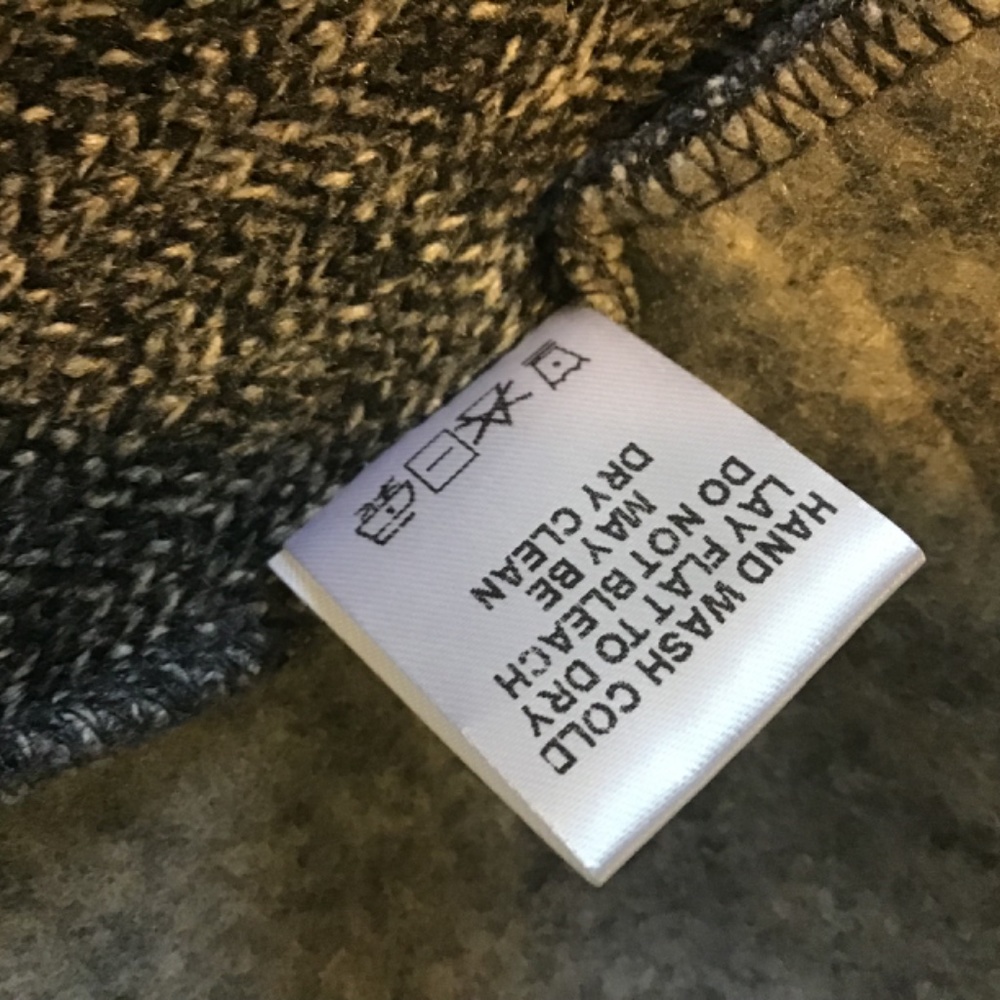 HAND WASH COLD
LAY FLAT TO DRY
DO NOT BLEACH
MAY BE
DRY CLEAN